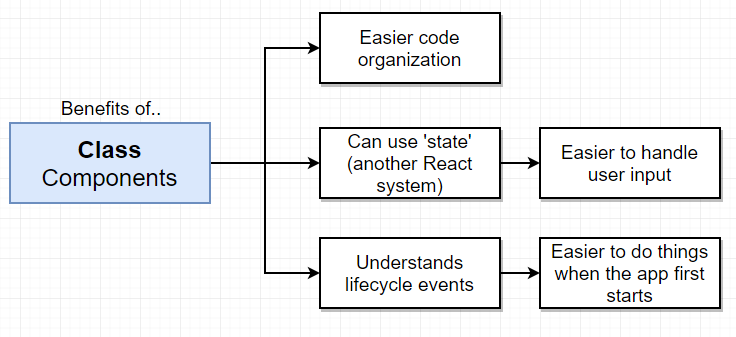 Benefits of..
Class
Components
Easier code
organization
Can use 'state'
(another React
system)
Easier to handle
user input
Understands
lifecycle events
Easier to do things
when the app first
starts